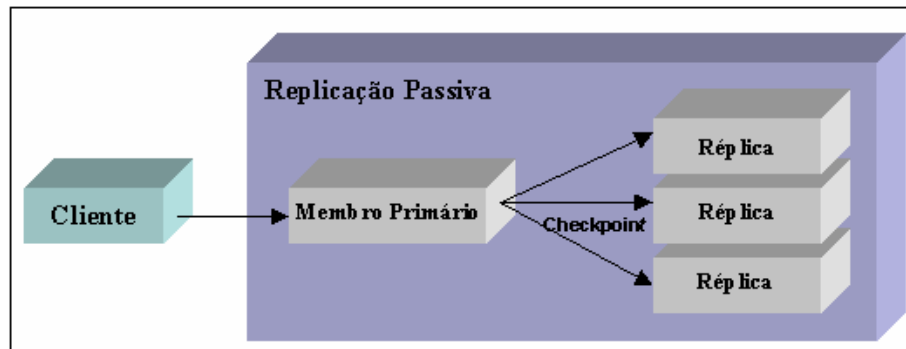 Replicação Passiva
Cliente
Membro Primário
Checkpoint
Réplica
Réplica
Réplica